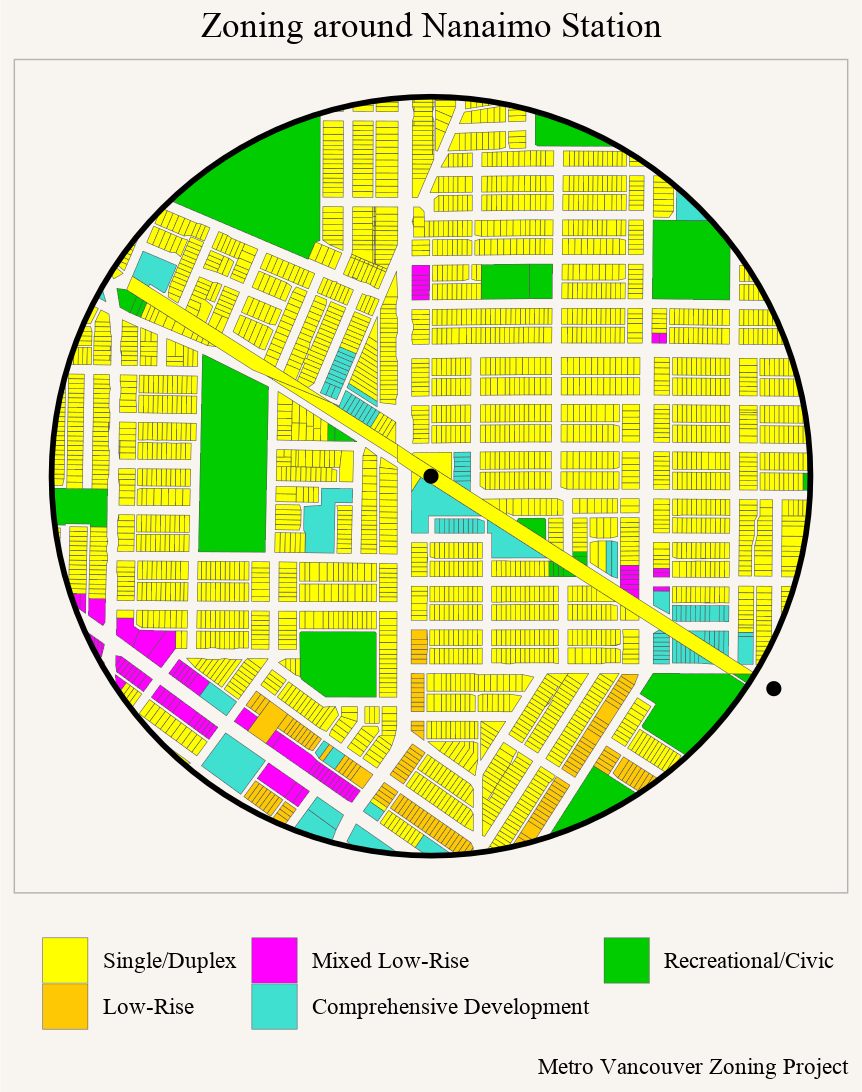 Zoning around Nanaimo Station
Single/Duplex
Mixed Low-Rise
Recreational/Civic
Low-Rise
Comprehensive Development
Metro Vancouver Zoning Project